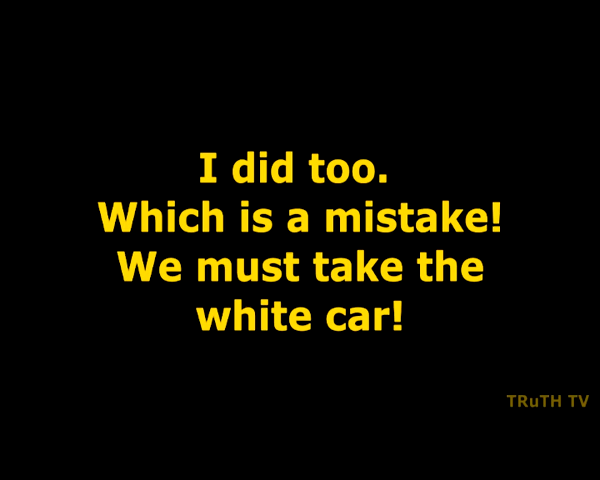 I did too.
Which is a mistake!
We must take the
white car!
TRuTH TV